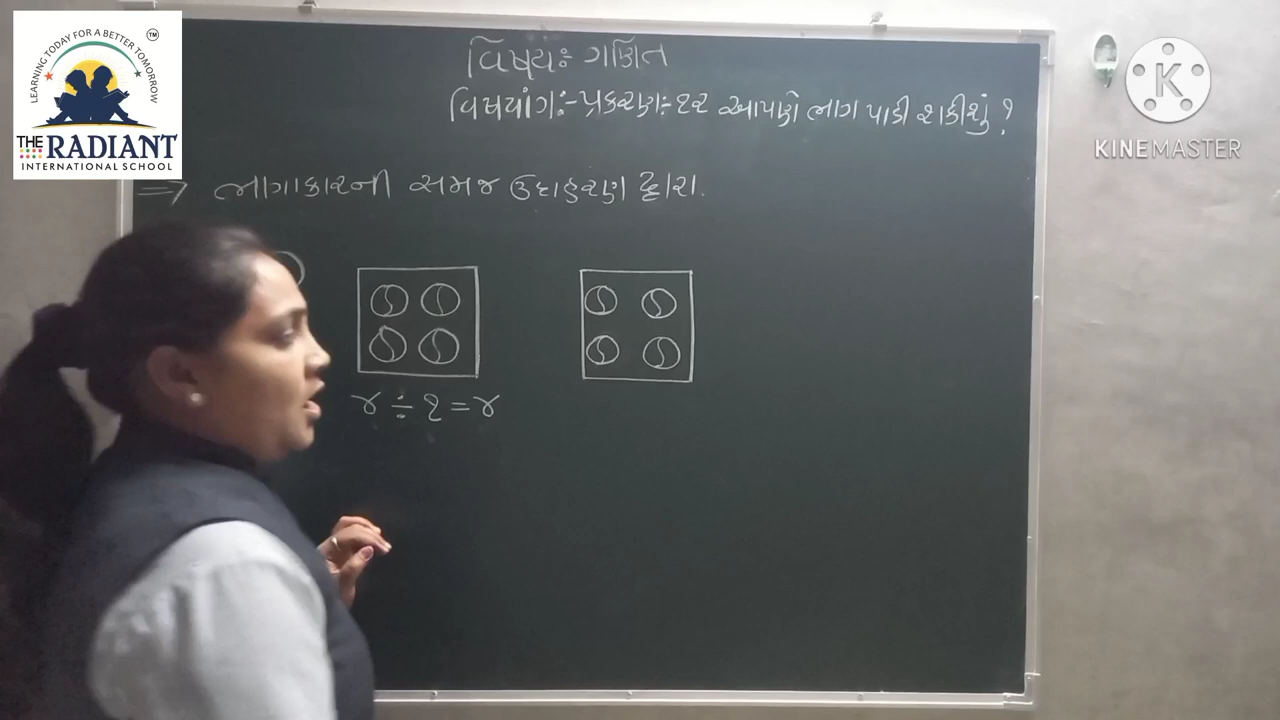 LEARNING TODAY FOR A BETTER TOMORROW
TM
THE RADIANT
INTERNATIONAL SCHOOL
KINEMASTER
વિષયઃ ગણિત
વિષયાંગઃ-પ્રકરણઃ ૧૨ આપણે ભાગ પાડી શકીશું ?
=> ભાગાકારની સમજ ઉદાહરણ દ્વારા.
૪ ÷ ૧ = ૪